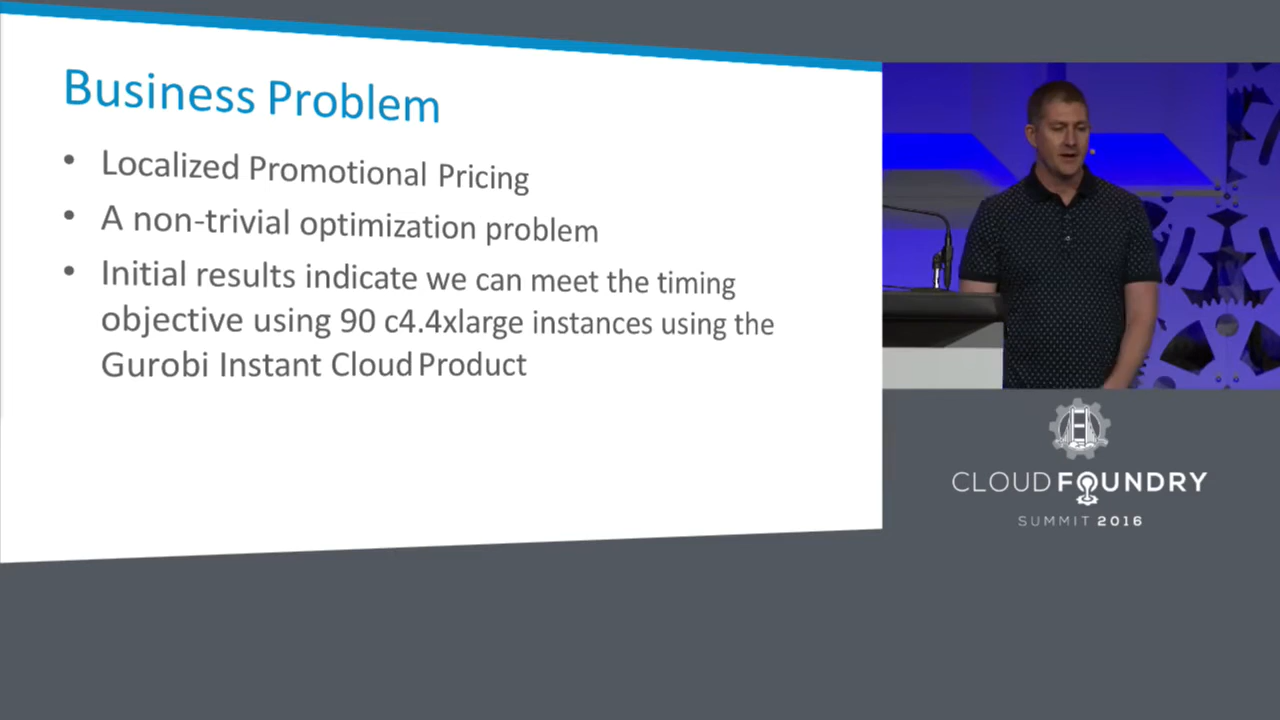 Business Problem
• Localized Promotional Pricing
• A non-trivial optimization problem
• Initial results indicate we can meet the timing
objective using 90 c4.4xlarge instances using the
Gurobi Instant Cloud Product
CLOUD FOUNDRY
SUMMIT 2016